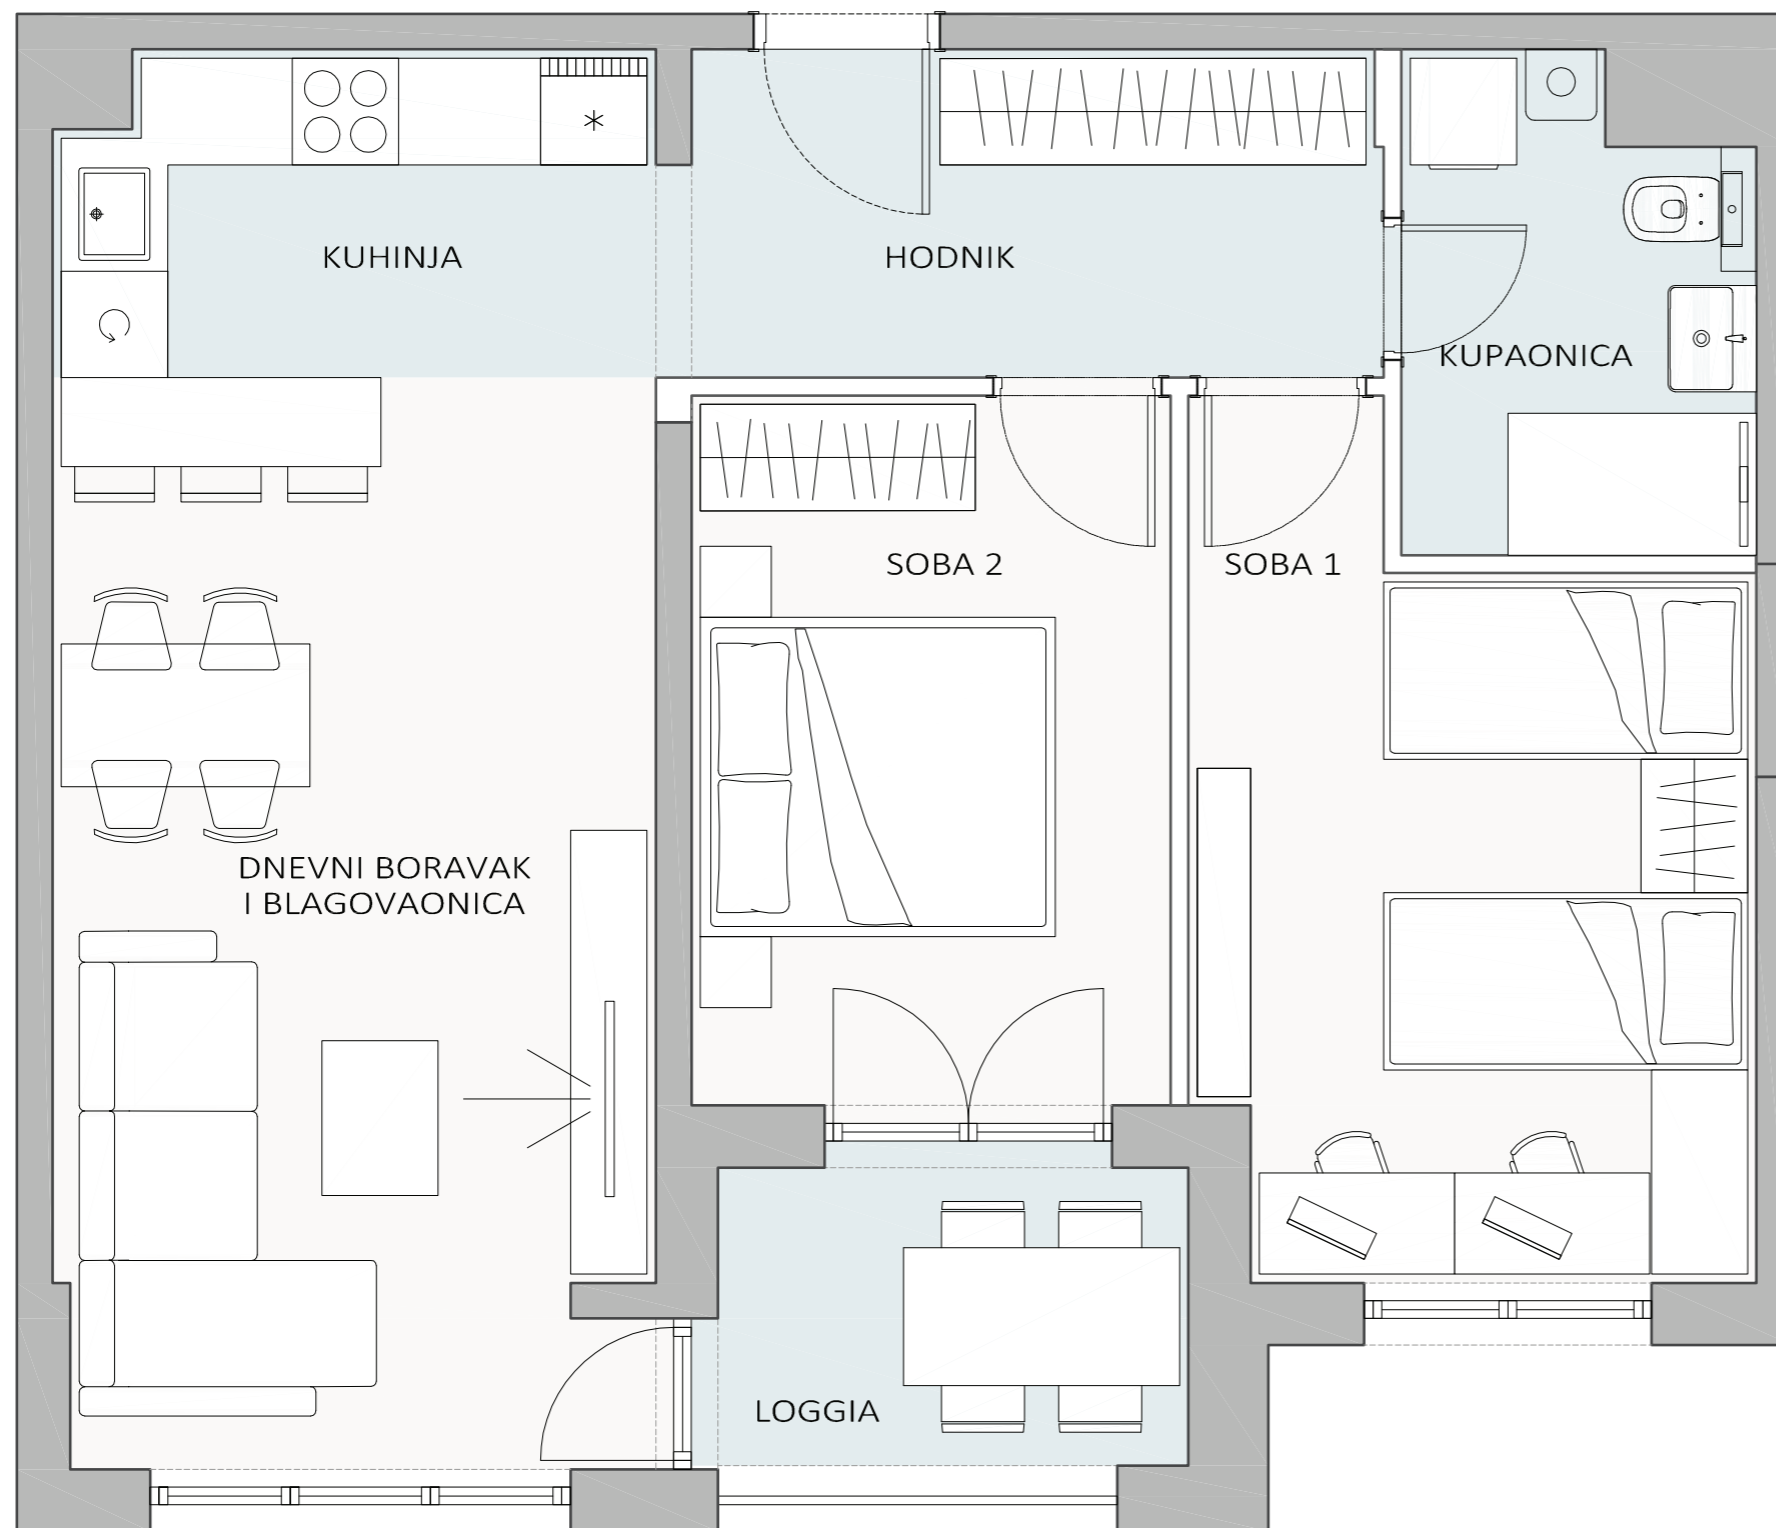 KUHINJA
HODNIK
KUPAONICA
SOBA 2
SOBA 1
DNEVNI BORAVAK
I BLAGOVAONICA
LOGGIA